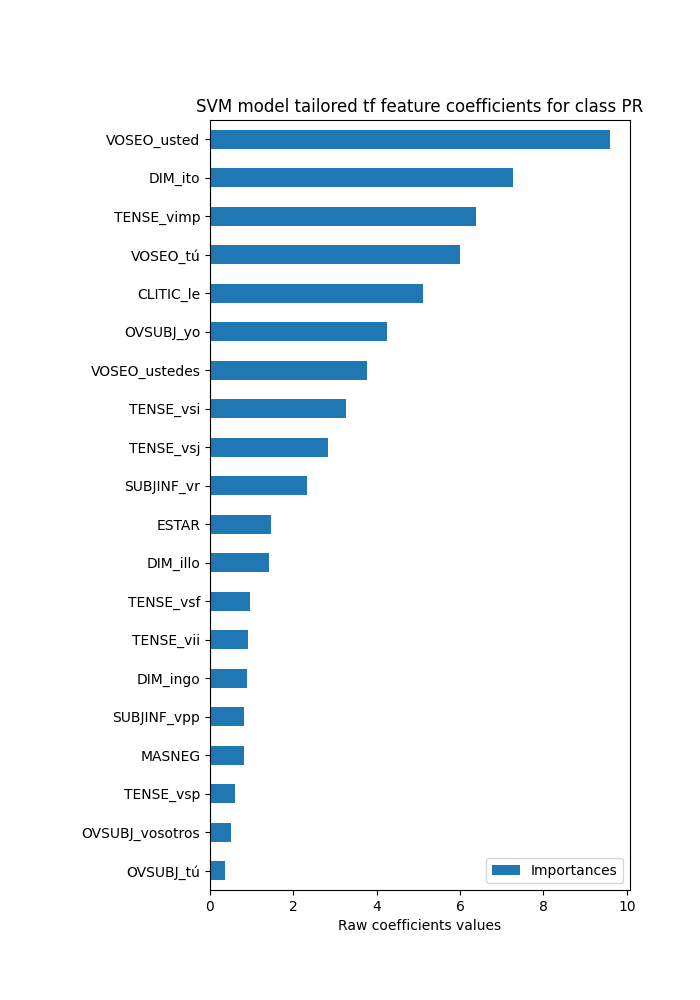 SVM model tailored tf feature coefficients for class PR
VOSEO_usted
DIM_ito
TENSE_vimp
VOSEO_tú
CLITIC_le
OVSUBJ_yo
VOSEO_ustedes
TENSE_vsi
TENSE_vsj
SUBJINF_vr
ESTAR
DIM_illo
TENSE_vsf
TENSE_vii
DIM_ingo
SUBJINF_vpp
MASNEG
TENSE_vsp
OVSUBJ_vosotros
OVSUBJ_tú
Importances
0 2 4 6 8 10
Raw coefficients values